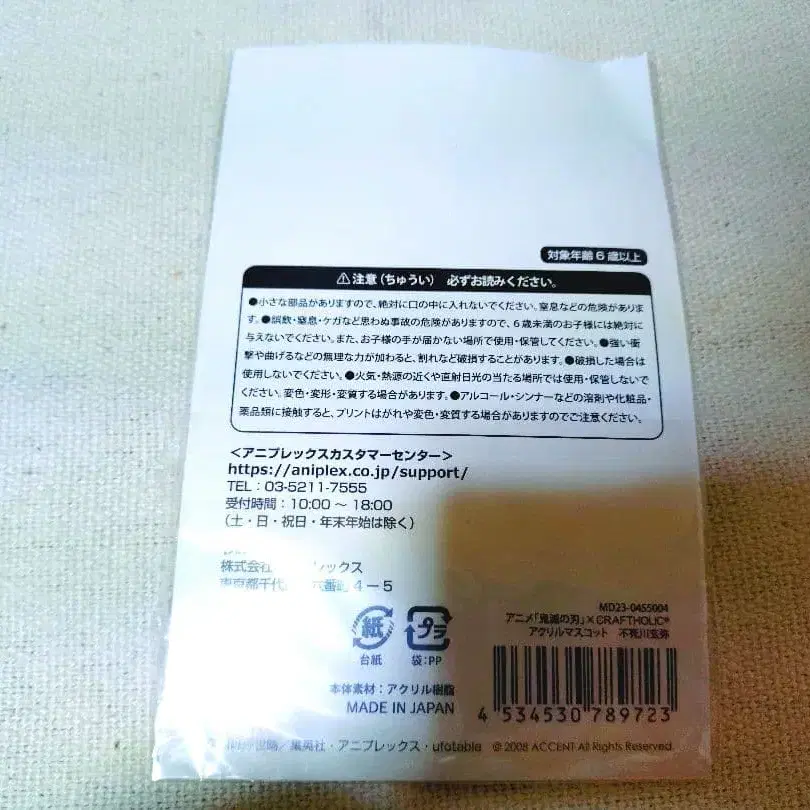 対象年齢6歳以上
⚠注意(ちゅうい) 必ずお読みください。
●小さな部品がありますので、絶対に口の中に入れないでください。窒息などの危険がありま
す。●誤飲・窒息・ケガなど思わぬ事故の危険がありますので、6歳未満のお子様には絶対に
与えないでください。また、お子様の手が届かない場所で使用・保管してください。●強い衝
撃や曲げるなどの無理な力が加わると、割れなど破損することがあります。●破損した場合は
使用しないでください。●火気・熱源の近くや直射日光の当たる場所では使用・保管しないで
ください。変色・変形・変質する場合があります。●アルコール・シンナーなどの溶剤や化粧品・
薬品類に接触すると、プリントはがれや変色・変質する場合がありますのでご注意ください。
<アニプレックスカスタマーセンター>
https://aniplex.co.jp/support/
TEL:03-5211-7555
受付時間:10:00~18:00
(土・日・祝日・年末年始は除く)
株式会社 レックス
東京都千代 六番町4-5
MD23-0455004
アニメ「鬼滅の刃」×CRAFTHOLIC®
アクリルマスコット 不死川玄弥
紙 プラ
台紙 袋:PP
本体素材:アクリル樹脂
MADE IN JAPAN
4 534530 789723
/集英社・アニプレックス・ufotable © 2008 ACCENT All Rights Reserved.